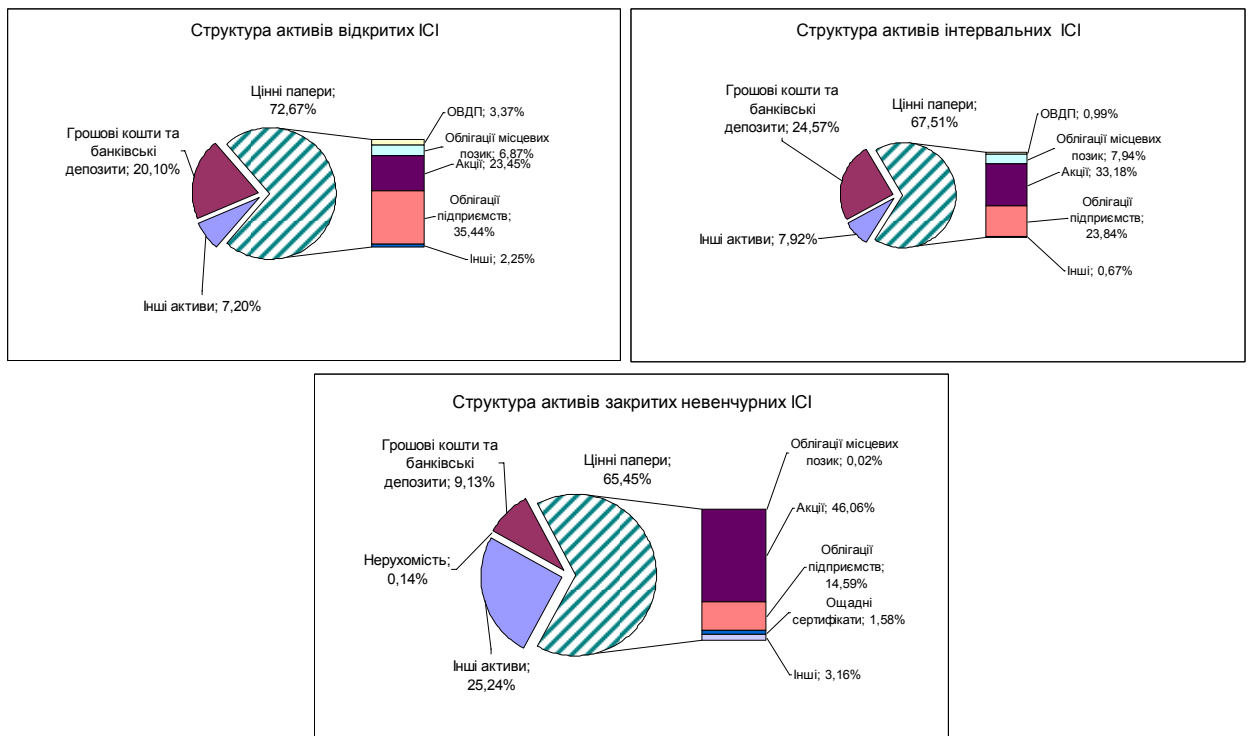 Структура активів відкритих ІСІ
Цінні папери;
72,67%
Грошові кошти та
банківські
депозити; 20,10%
Інші активи; 7,20%
ОВДП; 3,37%
Облігації місцевих
позик; 6,87%
Акції; 23,45%
Облігації
підприємств;
35,44%
Інші; 2,25%
Структура активів інтервальних ІСІ
Грошові кошти та
банківські
депозити; 24,57%
Цінні папери;
67,51%
Інші активи; 7,92%
ОВДП; 0,99%
Облігації місцевих
позик; 7,94%
Акції; 33,18%
Облігації
підприємств;
23,84%
Інші; 0,67%
Структура активів закритих невенчурних ІСІ
Грошові кошти та
банківські
депозити; 9,13%
Цінні папери;
65,45%
Нерухомість;
0,14%
Інші активи;
25,24%
Облігації місцевих
позик; 0,02%
Акції; 46,06%
Облігації
підприємств;
14,59%
Ощадні
сертифікати; 1,58%
Інші; 3,16%